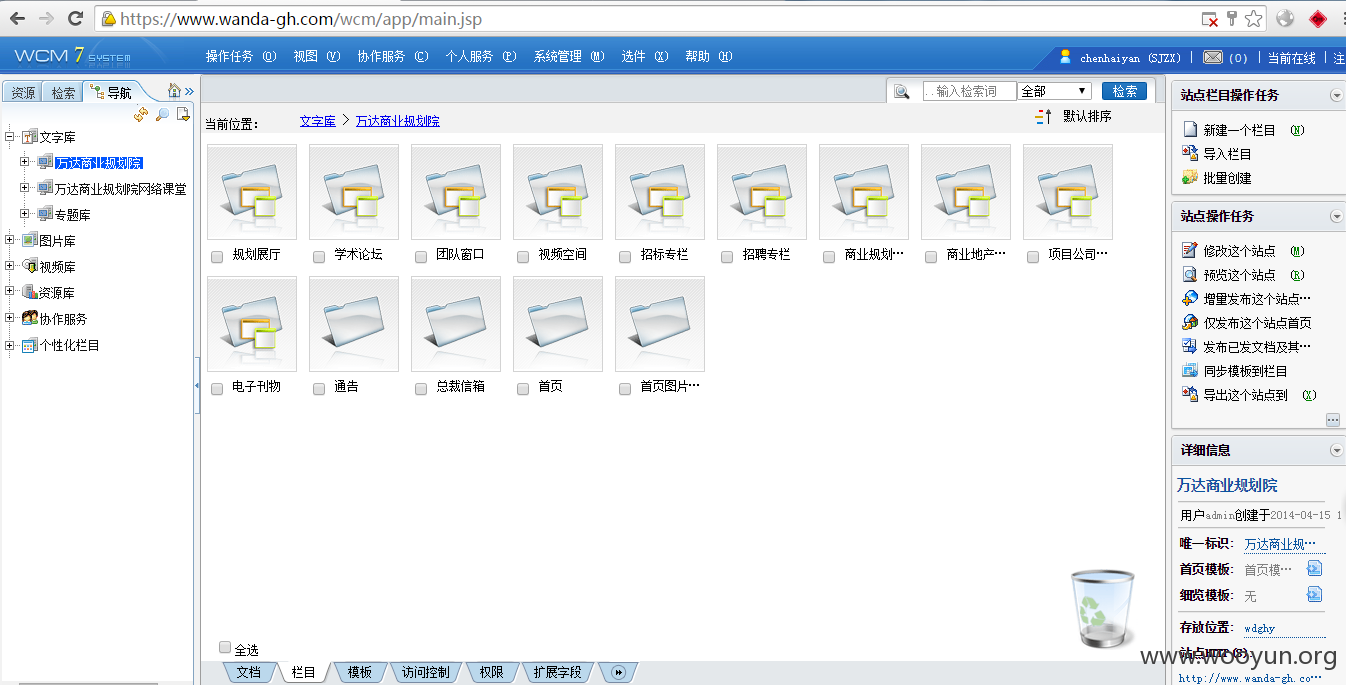 https://www.wanda-gh.com/wcm/app/main.jsp
WCM 7 SYSTEM
操作任务 (O) 视图 (V) 协作服务 (C) 个人服务 (P) 系统管理 (M) 选件 (X) 帮助 (H)
chenhaiyan (SJZX) | (0) | 当前在线 | 注
资源 检索 导航 »
输入检索词 全部 检索
当前位置: 文字库 > 万达商业规划院
默认排序
文字库
万达商业规划院
万达商业规划院网络课堂
专题库
图片库
视频库
资源库
协作服务
个性化栏目
规划展厅 学术论坛 团队窗口 视频空间 招标专栏 招聘专栏 商业规划… 商业地产… 项目公司…
电子刊物 通告 总裁信箱 首页 首页图片…
全选
文档 栏目 模板 访问控制 权限 扩展字段
站点栏目操作任务
新建一个栏目 (N)
导入栏目
批量创建
站点操作任务
修改这个站点 (M)
预览这个站点 (R)
增量发布这个站点…
仅发布这个站点首页
发布已发文档及其…
同步模板到栏目
导出这个站点到 (X)
详细信息
万达商业规划院
用户admin创建于2014-04-15 1
唯一标识: 万达商业规…
首页模板: 首页模…
细览模板: 无
存放位置: wdghy
站点HTTP
http://www.wanda-gh.co…
www.wooyun.org